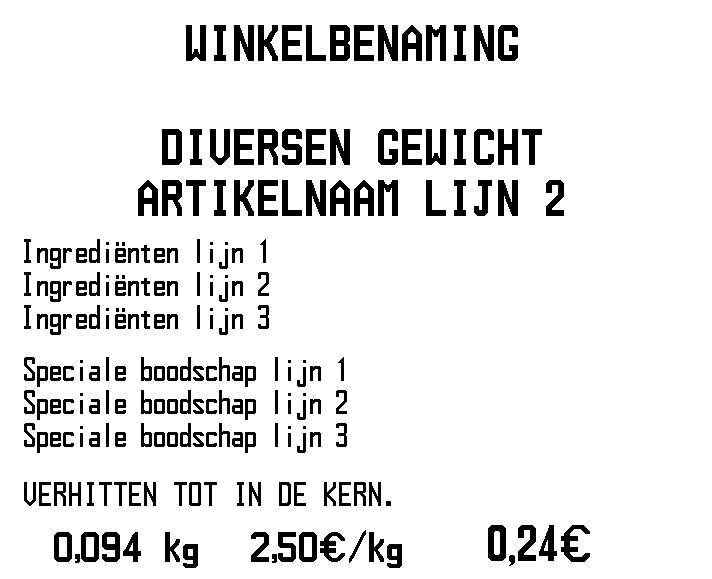 WINKELBENAMING
DIVERSEN GEWICHT
ARTIKELNAAM LIJN 2
Ingrediënten lijn 1
Ingrediënten lijn 2
Ingrediënten lijn 3
Speciale boodschap lijn 1
Speciale boodschap lijn 2
Speciale boodschap lijn 3
VERHITTEN TOT IN DE KERN.
0,094 kg 2,50€/kg 0,24€